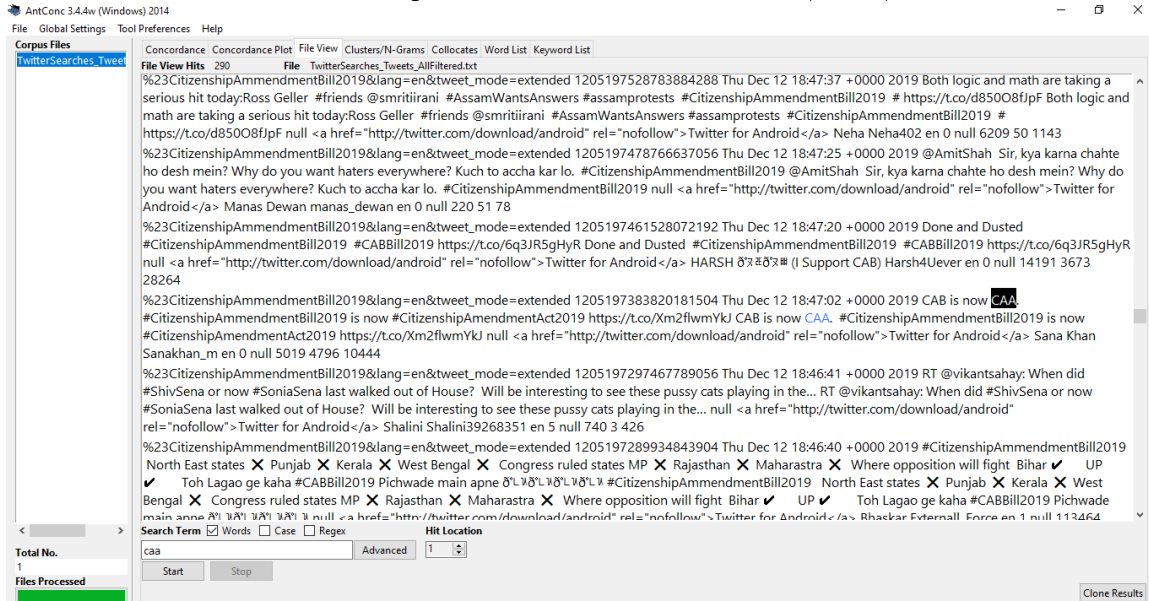 AntConc 3.4.4w (Windows) 2014
File Global Settings Tool Preferences Help
Corpus Files
TwitterSearches_Tweet
Concordance Concordance Plot File View Clusters/N-Grams Collocates Word List Keyword List
File View Hits 290 File TwitterSearches_Tweets_AllFiltered.txt
%23CitizenshipAmmendmentBill2019&lang=en&tweet_mode=extended 1205197528783884288 Thu Dec 12 18:47:37 +0000 2019 Both logic and math are taking a
serious hit today:Ross Geller #friends @smritiirani #AssamWantsAnswers #assamprotests #CitizenshipAmmendmentBill2019 # https://t.co/d850O8fJpF Both logic and
math are taking a serious hit today:Ross Geller #friends @smritiirani #AssamWantsAnswers #assamprotests #CitizenshipAmmendmentBill2019 #
https://t.co/d850O8fJpF null <a href="http://twitter.com/download/android" rel="nofollow">Twitter for Android</a> Neha Neha402 en 0 null 6209 50 1143
%23CitizenshipAmmendmentBill2019&lang=en&tweet_mode=extended 1205197478766637056 Thu Dec 12 18:47:25 +0000 2019 @AmitShah Sir, kya karna chahte
ho desh mein? Why do you want haters everywhere? Kuch to accha kar lo. #CitizenshipAmmendmentBill2019 @AmitShah Sir, kya karna chahte ho desh mein? Why do
you want haters everywhere? Kuch to accha kar lo. #CitizenshipAmmendmentBill2019 null <a href="http://twitter.com/download/android" rel="nofollow">Twitter for
Android</a> Manas Dewan manas_dewan en 0 null 220 51 78
%23CitizenshipAmmendmentBill2019&lang=en&tweet_mode=extended 1205197461528072192 Thu Dec 12 18:47:20 +0000 2019 Done and Dusted
#CitizenshipAmmendmentBill2019 #CABBill2019 https://t.co/6q3JR5gHyR Done and Dusted #CitizenshipAmmendmentBill2019 #CABBill2019 https://t.co/6q3JR5gHyR
null <a href="http://twitter.com/download/android" rel="nofollow">Twitter for Android</a> HARSH (I Support CAB) Harsh4Uever en 0 null 14191 3673
28264
%23CitizenshipAmmendmentBill2019&lang=en&tweet_mode=extended 1205197383820181504 Thu Dec 12 18:47:02 +0000 2019 CAB is now CAA.
#CitizenshipAmmendmentBill2019 is now #CitizenshipAmendmentAct2019 https://t.co/Xm2flwmYkJ CAB is now CAA. #CitizenshipAmmendmentBill2019 is now
#CitizenshipAmendmentAct2019 https://t.co/Xm2flwmYkJ null <a href="http://twitter.com/download/android" rel="nofollow">Twitter for Android</a> Sana Khan
Sanakhan_m en 0 null 5019 4796 10444
%23CitizenshipAmmendmentBill2019&lang=en&tweet_mode=extended 1205197297467789056 Thu Dec 12 18:46:41 +0000 2019 RT @vikantsahay: When did
#ShivSena or now #SoniaSena last walked out of House? Will be interesting to see these pussy cats playing in the... RT @vikantsahay: When did #ShivSena or now
#SoniaSena last walked out of House? Will be interesting to see these pussy cats playing in the... null <a href="http://twitter.com/download/android"
rel="nofollow">Twitter for Android</a> Shalini Shalini39268351 en 5 null 740 3 426
%23CitizenshipAmmendmentBill2019&lang=en&tweet_mode=extended 1205197289934843904 Thu Dec 12 18:46:40 +0000 2019 #CitizenshipAmmendmentBill2019
North East states ❌ Punjab ❌ Kerala ❌ West Bengal ❌ Congress ruled states MP ❌ Rajasthan ❌ Maharastra ❌ Where opposition will fight Bihar ✔ UP
✔ Toh Lagao ge kaha #CABBill2019 Pichwade main apne #CitizenshipAmmendmentBill2019 North East states ❌ Punjab ❌ Kerala ❌ West
Bengal ❌ Congress ruled states MP ❌ Rajasthan ❌ Maharastra ❌ Where opposition will fight Bihar ✔ UP ✔ Toh Lagao ge kaha #CABBill2019 Pichwade
main apne null <a href="http://twitter.com/download/android" rel="nofollow">Twitter for Android</a> Bhaskar Externall_Force en 1 null 113464
Search Term Words Case Regex Hit Location
caa Advanced 1
Start Stop
Total No.
1
Files Processed
Clone Results